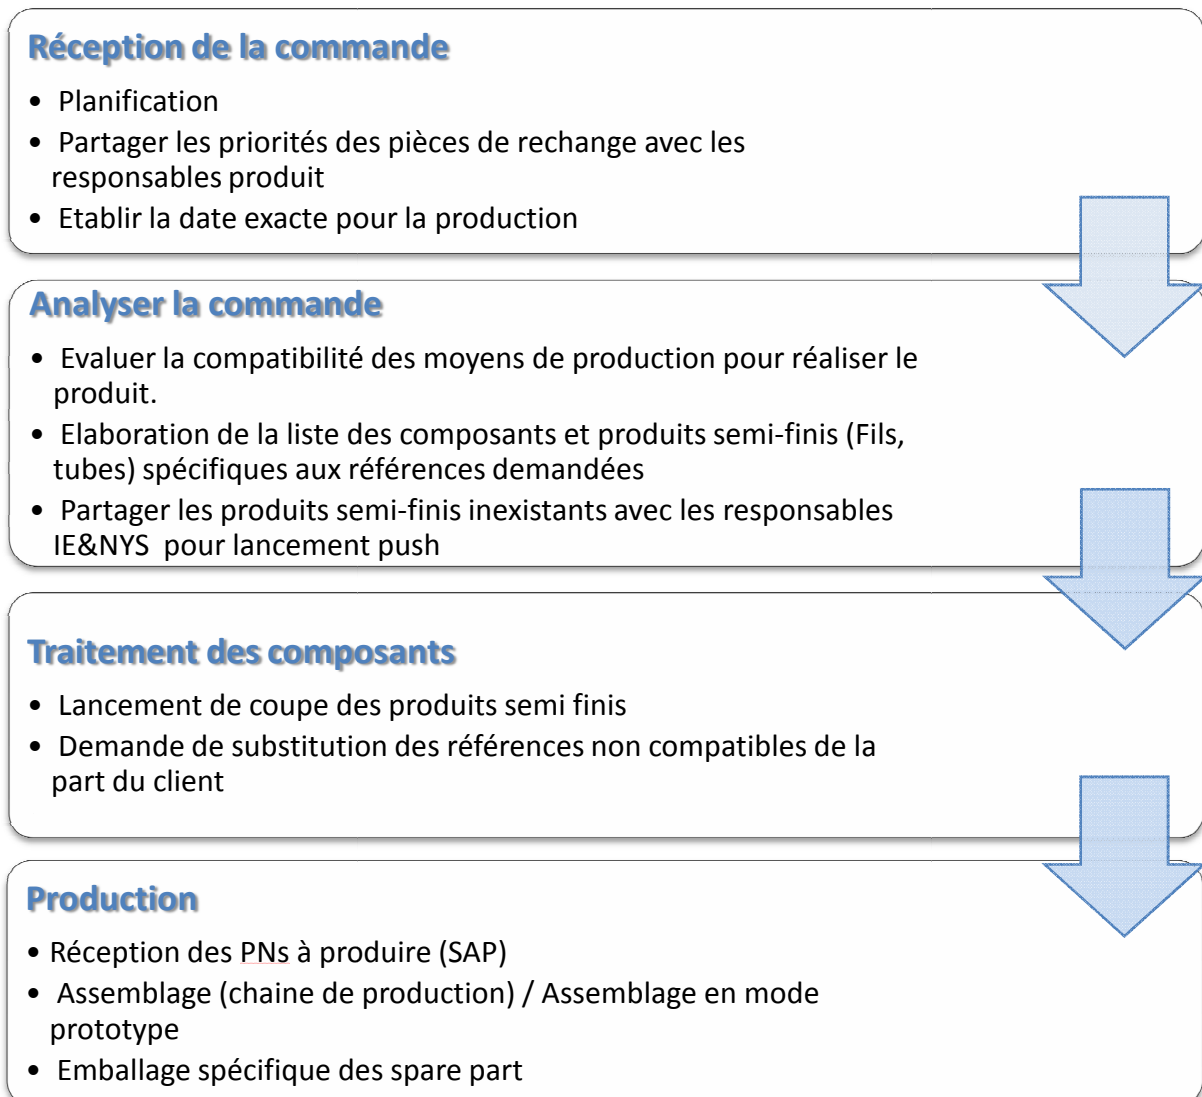 Réception de la commande
• Planification
• Partager les priorités des pièces de rechange avec les
responsables produit
• Etablir la date exacte pour la production
Analyser la commande
• Evaluer la compatibilité des moyens de production pour réaliser le
produit.
• Elaboration de la liste des composants et produits semi-finis (Fils,
tubes) spécifiques aux références demandées
• Partager les produits semi-finis inexistants avec les responsables
IE&NYS pour lancement push
Traitement des composants
• Lancement de coupe des produits semi finis
• Demande de substitution des références non compatibles de la
part du client
Production
• Réception des PNs à produire (SAP)
• Assemblage (chaine de production) / Assemblage en mode
prototype
• Emballage spécifique des spare part